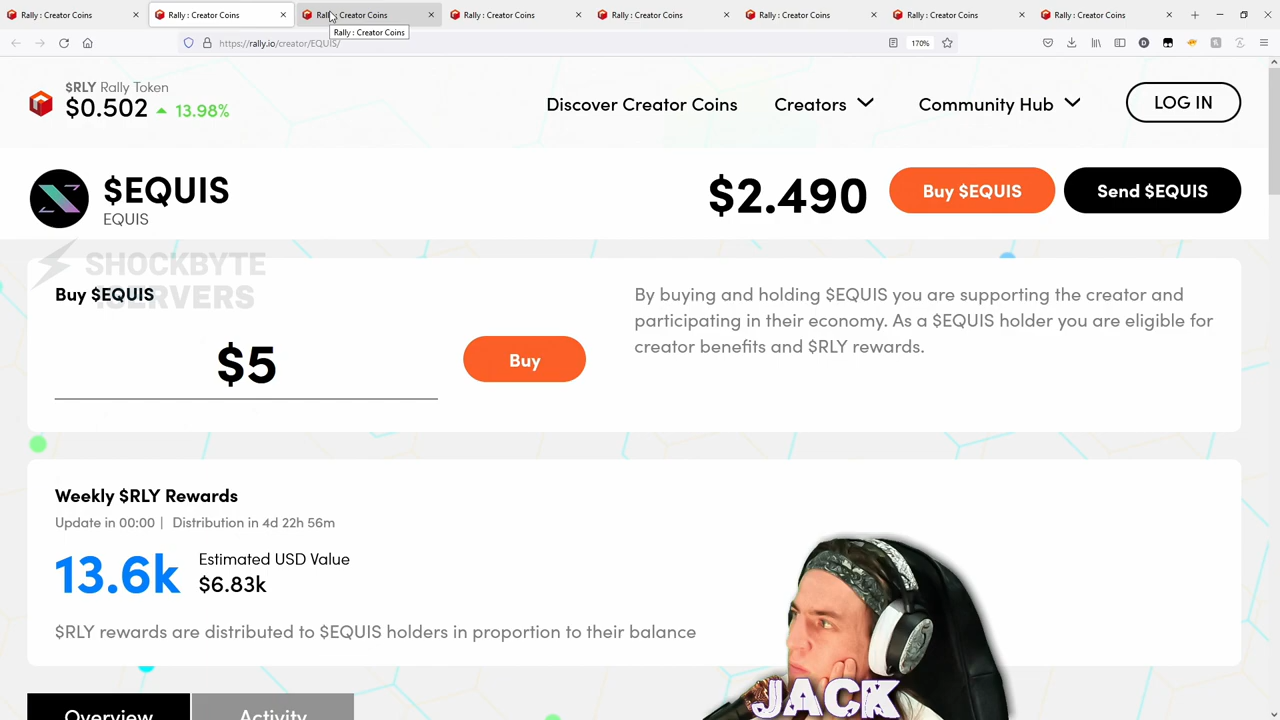 Rally : Creator Coins
Rally : Creator Coins
Rally : Creator Coins
Rally : Creator Coins
Rally : Creator Coins
Rally : Creator Coins
Rally : Creator Coins
Rally : Creator Coins
Rally : Creator Coins
https://rally.io/creator/EQUIS/
170%
$RLY Rally Token
$0.502 13.98%
Discover Creator Coins
Creators
Community Hub
LOG IN
$EQUIS
EQUIS
$2.490
Buy $EQUIS
Send $EQUIS
SHOCKBYTE
SERVERS
Buy $EQUIS
$5
Buy
By buying and holding $EQUIS you are supporting the creator and
participating in their economy. As a $EQUIS holder you are eligible for
creator benefits and $RLY rewards.
Weekly $RLY Rewards
Update in 00:00 | Distribution in 4d 22h 56m
13.6k
Estimated USD Value
$6.83k
$RLY rewards are distributed to $EQUIS holders in proportion to their balance
JACK
Overview
Activity